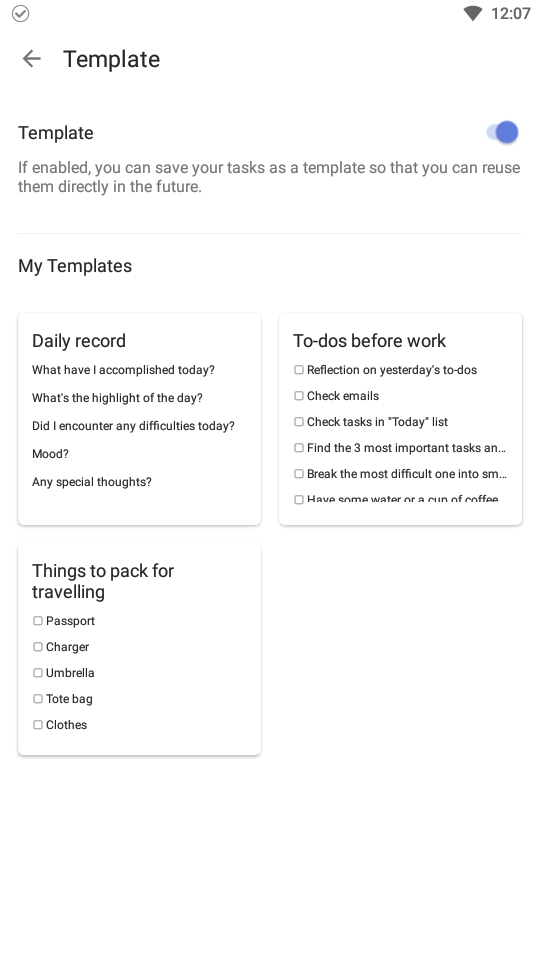 12:07
Template
Template
If enabled, you can save your tasks as a template so that you can reuse
them directly in the future.
My Templates
Daily record
What have I accomplished today?
What's the highlight of the day?
Did I encounter any difficulties today?
Mood?
Any special thoughts?
To-dos before work
Reflection on yesterday's to-dos
Check emails
Check tasks in "Today" list
Find the 3 most important tasks an...
Break the most difficult one into sm...
Have some water or a cup of coffee
Things to pack for
travelling
Passport
Charger
Umbrella
Tote bag
Clothes